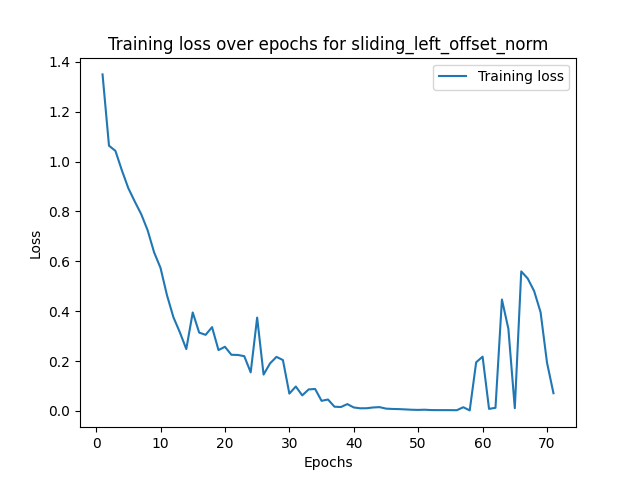 Training loss over epochs for sliding_left_offset_norm
Training loss
1.4
1.2
1.0
0.8
0.6
0.4
0.2
0.0
Loss
0 10 20 30 40 50 60 70
Epochs